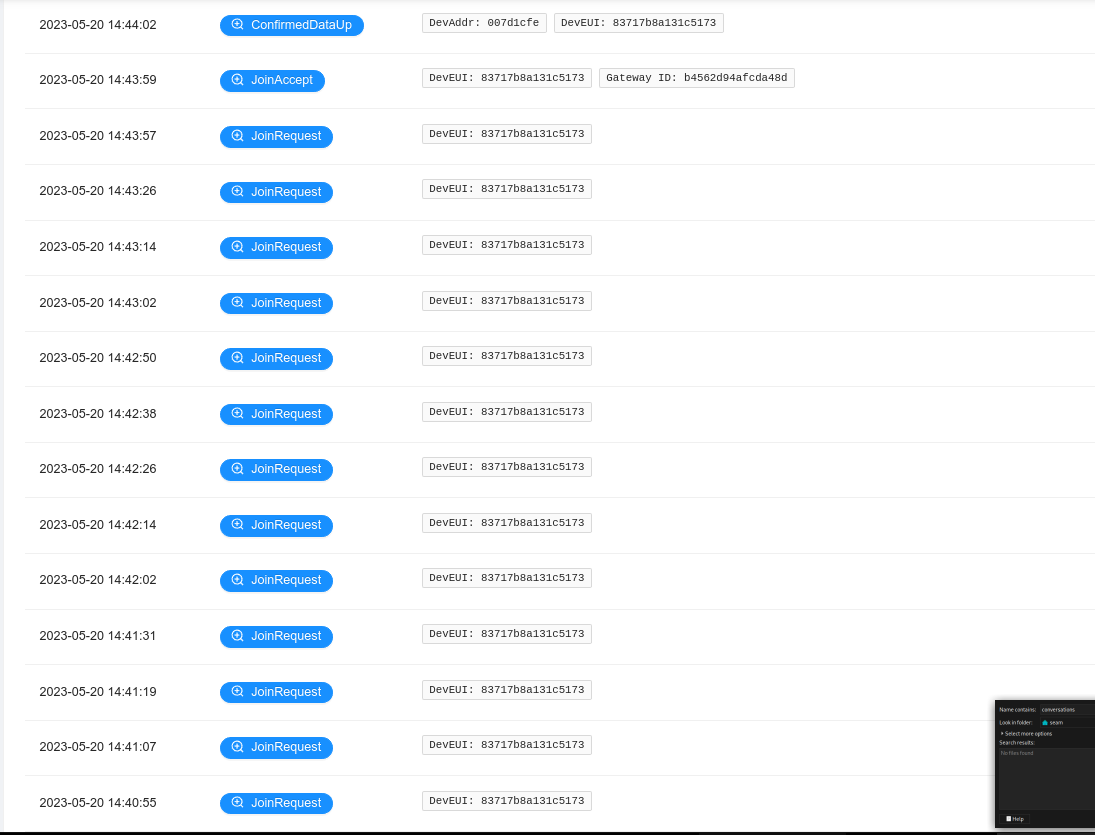 2023-05-20 14:44:02 ConfirmedDataUp DevAddr: 007d1cfe DevEUI: 83717b8a131c5173
2023-05-20 14:43:59 JoinAccept DevEUI: 83717b8a131c5173 Gateway ID: b4562d94afcda48d
2023-05-20 14:43:57 JoinRequest DevEUI: 83717b8a131c5173
2023-05-20 14:43:26 JoinRequest DevEUI: 83717b8a131c5173
2023-05-20 14:43:14 JoinRequest DevEUI: 83717b8a131c5173
2023-05-20 14:43:02 JoinRequest DevEUI: 83717b8a131c5173
2023-05-20 14:42:50 JoinRequest DevEUI: 83717b8a131c5173
2023-05-20 14:42:38 JoinRequest DevEUI: 83717b8a131c5173
2023-05-20 14:42:26 JoinRequest DevEUI: 83717b8a131c5173
2023-05-20 14:42:14 JoinRequest DevEUI: 83717b8a131c5173
2023-05-20 14:42:02 JoinRequest DevEUI: 83717b8a131c5173
2023-05-20 14:41:31 JoinRequest DevEUI: 83717b8a131c5173
2023-05-20 14:41:19 JoinRequest DevEUI: 83717b8a131c5173
2023-05-20 14:41:07 JoinRequest DevEUI: 83717b8a131c5173
2023-05-20 14:40:55 JoinRequest DevEUI: 83717b8a131c5173
Name contains: conversations
Look in folder: seam
Select more options
Search results:
No files found
Help